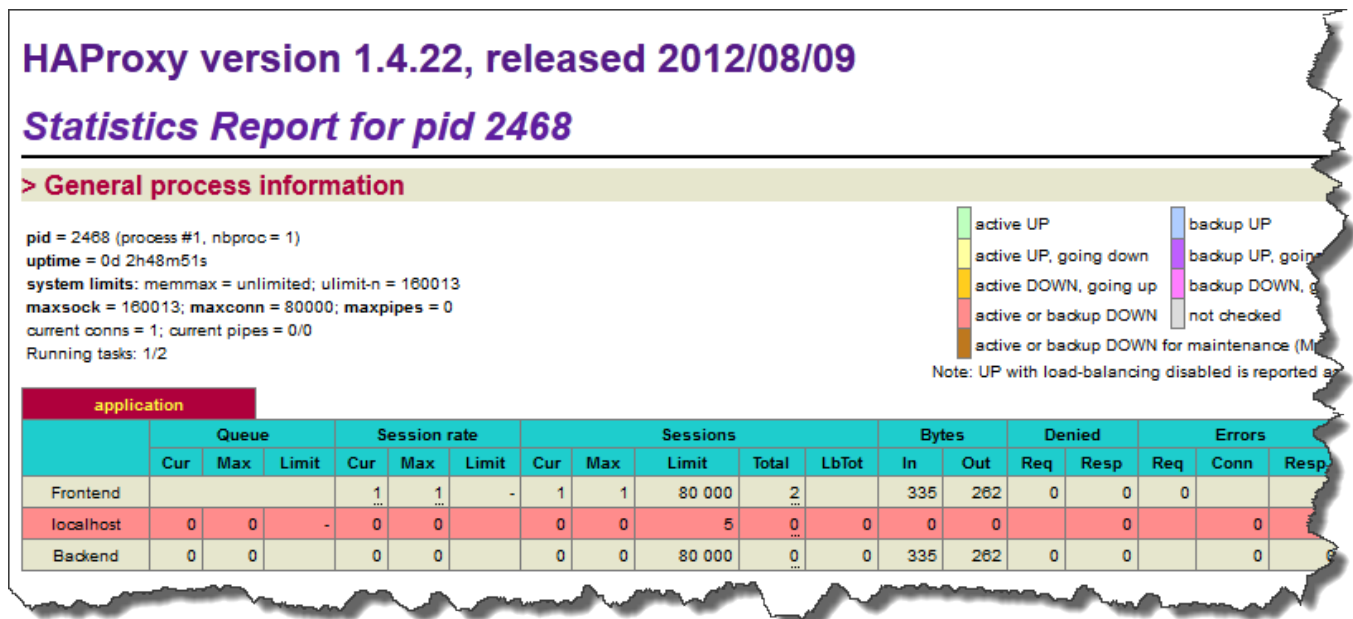 HAProxy version 1.4.22, released 2012/08/09
Statistics Report for pid 2468
> General process information
pid = 2468 (process #1, nbproc = 1)
uptime = 0d 2h48m51s
system limits: memmax = unlimited; ulimit-n = 160013
maxsock = 160013; maxconn = 80000; maxpipes = 0
current conns = 1; current pipes = 0/0
Running tasks: 1/2
active UP backup UP
active UP, going down backup UP,
active DOWN, going up backup DOWN,
active or backup DOWN not checked
active or backup DOWN for maintenance
Note: UP with load-balancing disabled is reported
application
Queue Session rate Sessions Bytes Denied Errors
Cur Max Limit Cur Max Limit Cur Max Limit Total LbTot In Out Req Resp Req Conn Resp
Frontend 1 1 - 1 1 80 000 2 335 262 0 0 0
localhost 0 0 - 0 0 0 0 5 0 0 0 0 0 0
Backend 0 0 0 0 0 0 80 000 0 0 335 262 0 0 0